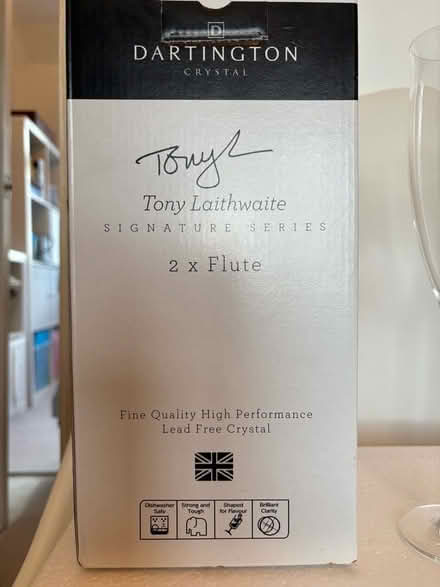 D
DARTINGTON
CRYSTAL
Tony L
Tony Laithwaite
SIGNATURE SERIES
2 x Flute
Fine Quality High Performance
Lead Free Crystal
Dishwasher Safe
Strong and Tough
Shaped for Flavour
Brilliant Clarity